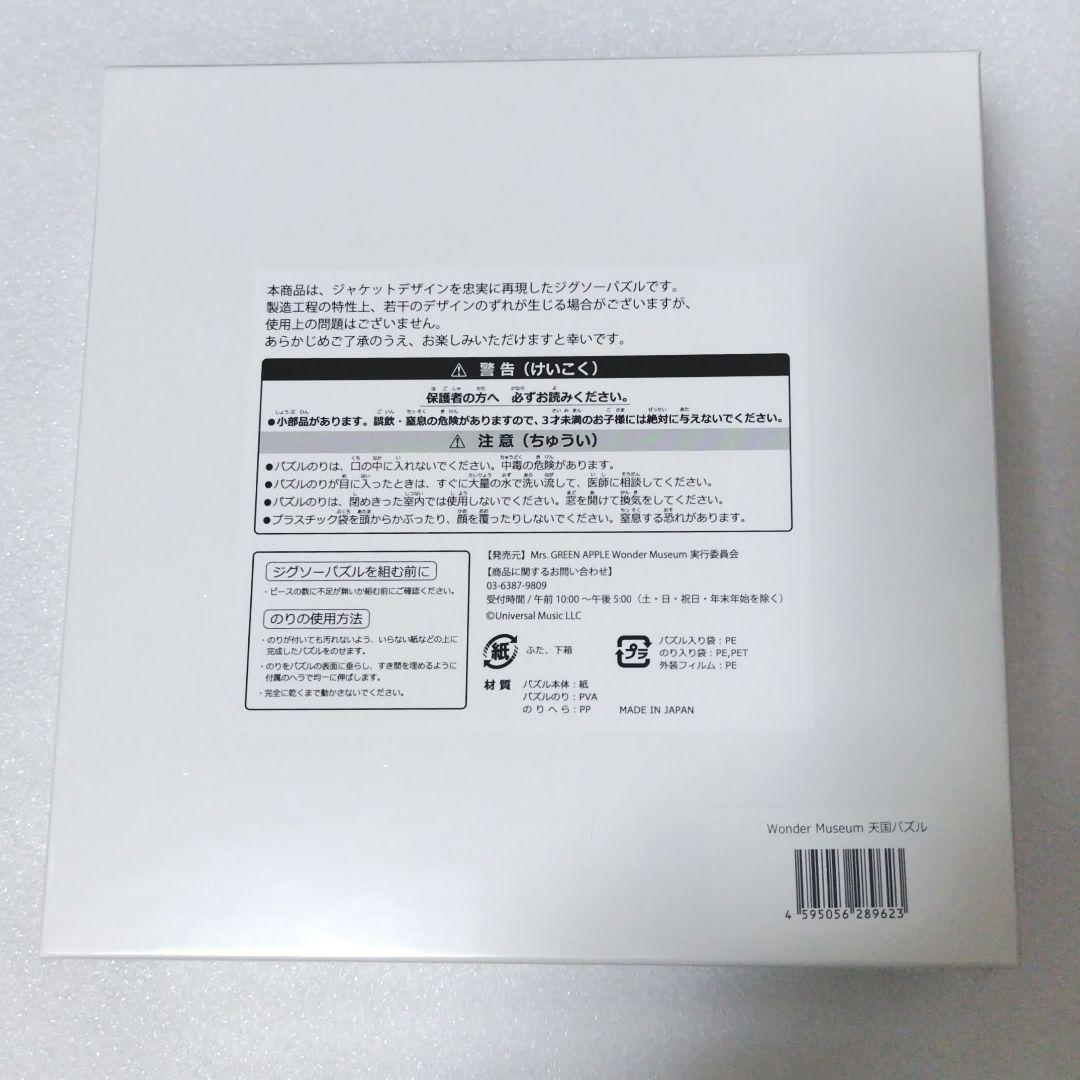 本商品は、ジャケットデザインを忠実に再現したジグソーパズルです。
製造工程の特性上、若干のデザインのずれが生じる場合がございますが、
使用上の問題はございません。
あらかじめご了承のうえ、お楽しみいただけますと幸いです。
⚠ 警告(けいこく)
保護者の方へ 必ずお読みください。
●小部品があります。誤飲・窒息の危険がありますので、3才未満のお子様には絶対に与えないでください。
⚠ 注意(ちゅうい)
●パズルのりは、口の中に入れないでください。中毒の危険があります。
●パズルのりが目に入ったときは、すぐに大量の水で洗い流して、医師に相談してください。
●パズルのりは、閉めきった室内では使用しないでください。窓を開けて換気をしてください。
●プラスチック袋を頭からかぶったり、顔を覆ったりしないでください。窒息する恐れがあります。
ジグソーパズルを組む前に
・ピースの数に不足が無いか組む前にご確認ください。
のりの使用方法
・のりが付いても汚れないよう、いらない紙などの上に
完成したパズルをのせます。
・のりをパズルの表面に垂らし、すき間を埋めるように
付属のヘラで均一に伸ばします。
・完全に乾くまで動かさないでください。
【発売元】Mrs. GREEN APPLE Wonder Museum 実行委員会
【商品に関するお問い合わせ】
03-6387-9809
受付時間 / 午前 10:00 〜午後 5:00(土・日・祝日・年末年始を除く)
©Universal Music LLC
紙 ふた、下箱
プラ パズル入り袋:PE
のり入り袋:PE,PET
外装フィルム:PE
材質 パズル本体:紙
パズルのり:PVA
のりへら:PP MADE IN JAPAN
Wonder Museum 天国パズル
4 595056 289623